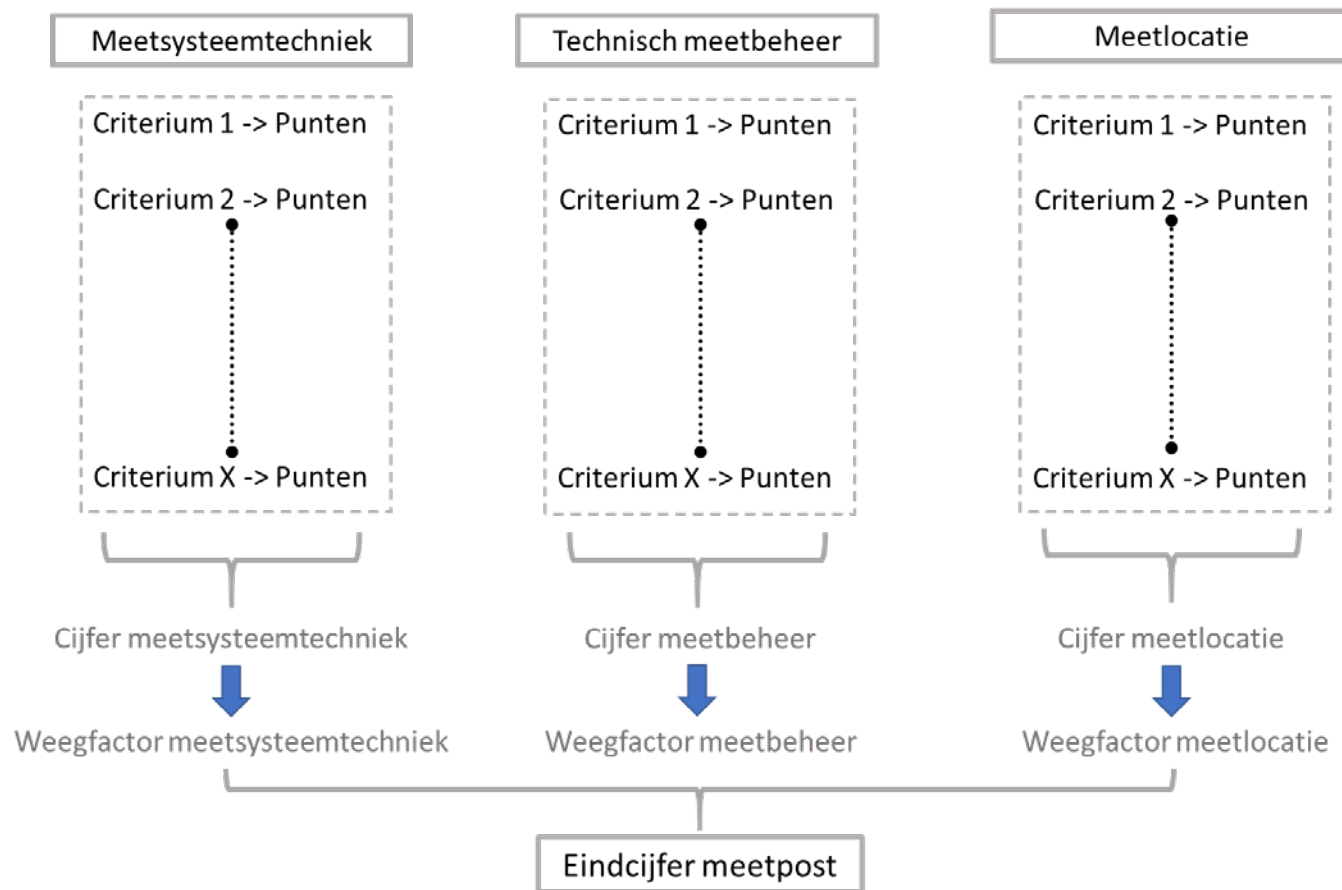 Meetsysteemtechniek
Technisch meetbeheer
Meetlocatie
Criterium 1 -> Punten
Criterium 1 -> Punten
Criterium 1 -> Punten
Criterium 2 -> Punten
Criterium 2 -> Punten
Criterium 2 -> Punten
Criterium X -> Punten
Criterium X -> Punten
Criterium X -> Punten
Cijfer meetsysteemtechniek
Cijfer meetbeheer
Cijfer meetlocatie
Weegfactor meetsysteemtechniek
Weegfactor meetbeheer
Weegfactor meetlocatie
Eindcijfer meetpost